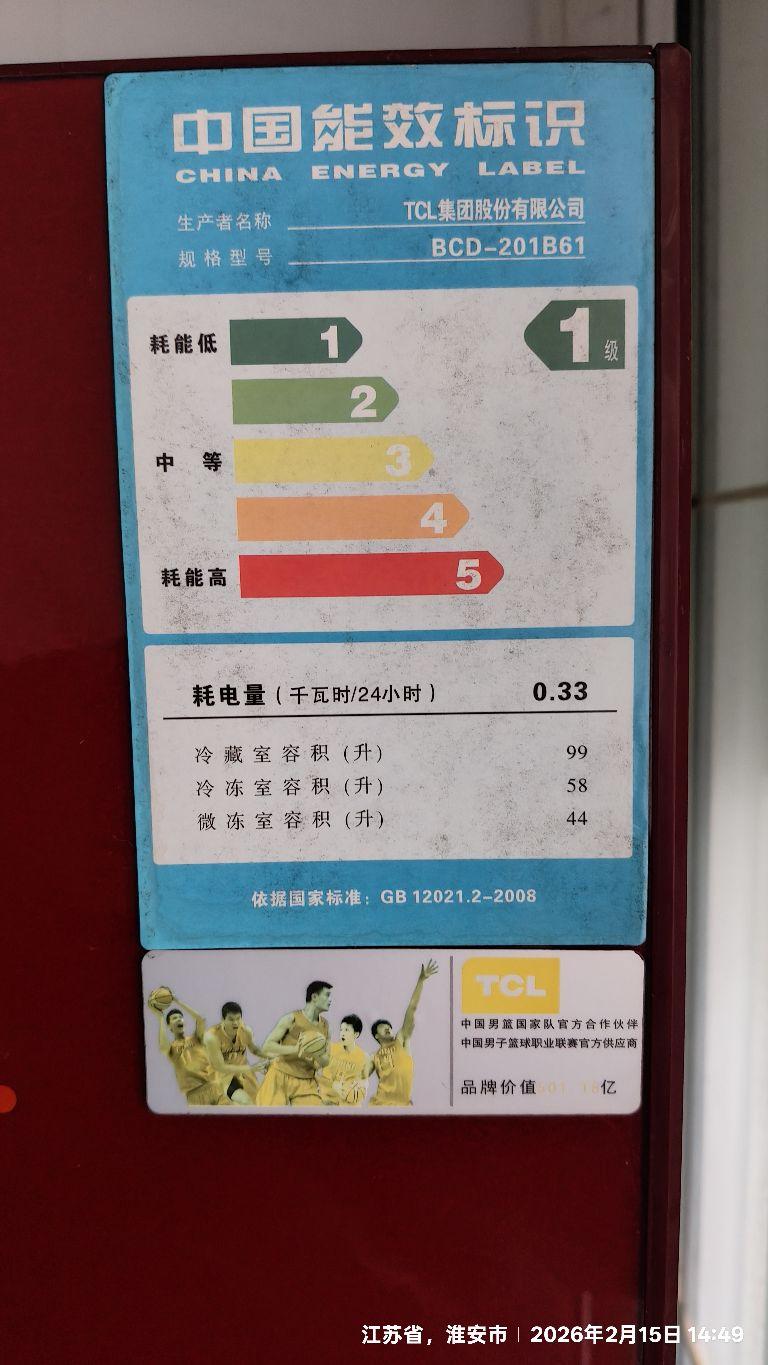 中国能效标识
CHINA ENERGY LABEL
生产者名称 TCL集团股份有限公司
规格型号 BCD-201B61
耗能低 1 1级
2
中等 3
4
耗能高 5
耗电量(千瓦时/24小时) 0.33
冷藏室容积(升) 99
冷冻室容积(升) 58
微冻室容积(升) 44
依据国家标准: GB 12021.2-2008
TCL
中国男篮国家队官方合作伙伴
中国男子篮球职业联赛官方供应商
品牌价值501.18亿
江苏省，淮安市 | 2026年2月15日 14:49